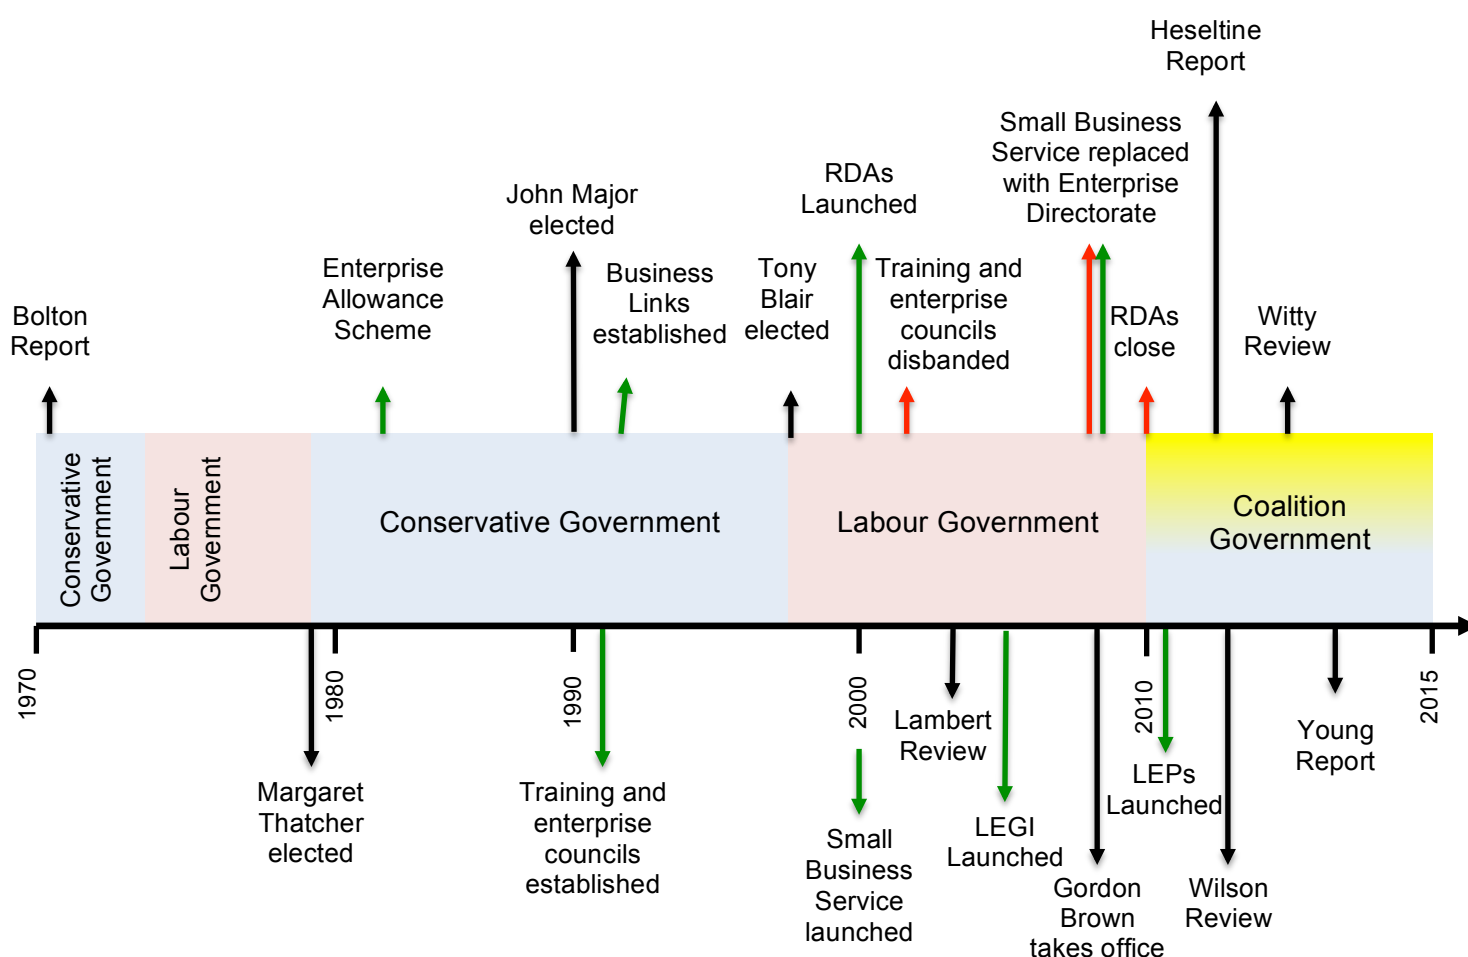 Heseltine
Report
Small Business
Service replaced
with Enterprise
Directorate
RDAs
Launched
John Major
elected
Enterprise
Allowance
Scheme
Business
Links
established
Tony
Blair
elected
Training and
enterprise
councils
disbanded
Bolton
Report
RDAs
close
Witty
Review
Conservative
Government
Labour
Government
Conservative Government
Labour Government
Coalition
Government
1970
1980
1990
2000
2010
2015
Lambert
Review
Young
Report
LEPs
Launched
Margaret
Thatcher
elected
Training and
enterprise
councils
established
Small
Business
Service
launched
LEGI
Launched
Gordon
Brown
takes office
Wilson
Review